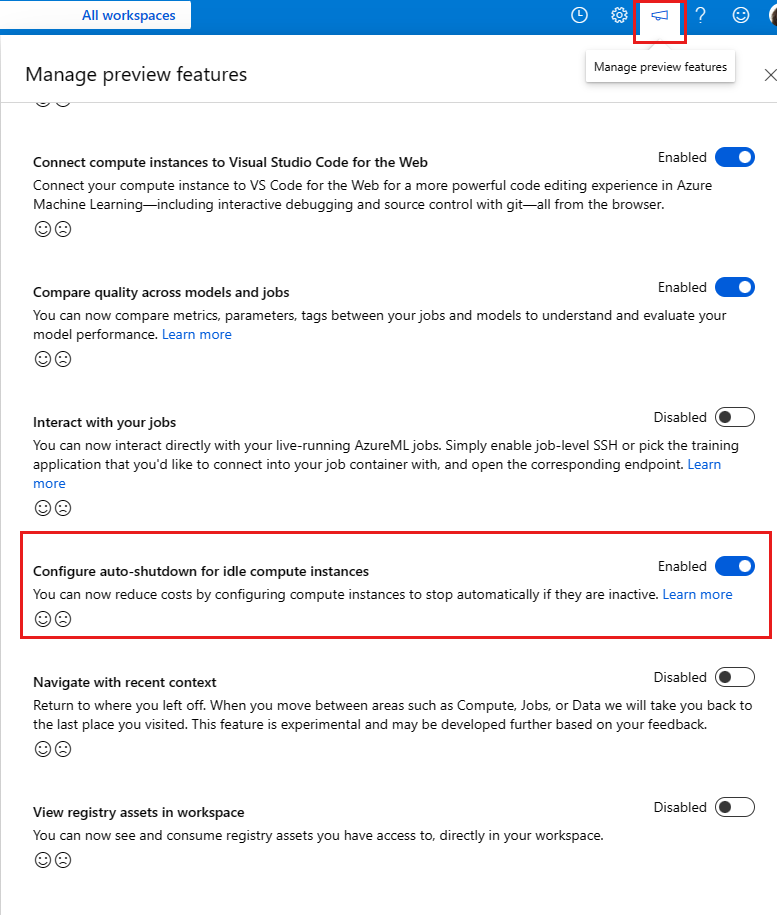 All workspaces
Manage preview features
Manage preview features
Connect compute instances to Visual Studio Code for the Web
Enabled
Connect your compute instance to VS Code for the Web for a more powerful code editing experience in Azure
Machine Learning—including interactive debugging and source control with git—all from the browser.
Compare quality across models and jobs
Enabled
You can now compare metrics, parameters, tags between your jobs and models to understand and evaluate your
model performance. Learn more
Interact with your jobs
Disabled
You can now interact directly with your live-running AzureML jobs. Simply enable job-level SSH or pick the training
application that you'd like to connect into your job container with, and open the corresponding endpoint. Learn
more
Configure auto-shutdown for idle compute instances
Enabled
You can now reduce costs by configuring compute instances to stop automatically if they are inactive. Learn more
Navigate with recent context
Disabled
Return to where you left off. When you move between areas such as Compute, Jobs, or Data we will take you back to
the last place you visited. This feature is experimental and may be developed further based on your feedback.
View registry assets in workspace
Disabled
You can now see and consume registry assets you have access to, directly in your workspace.